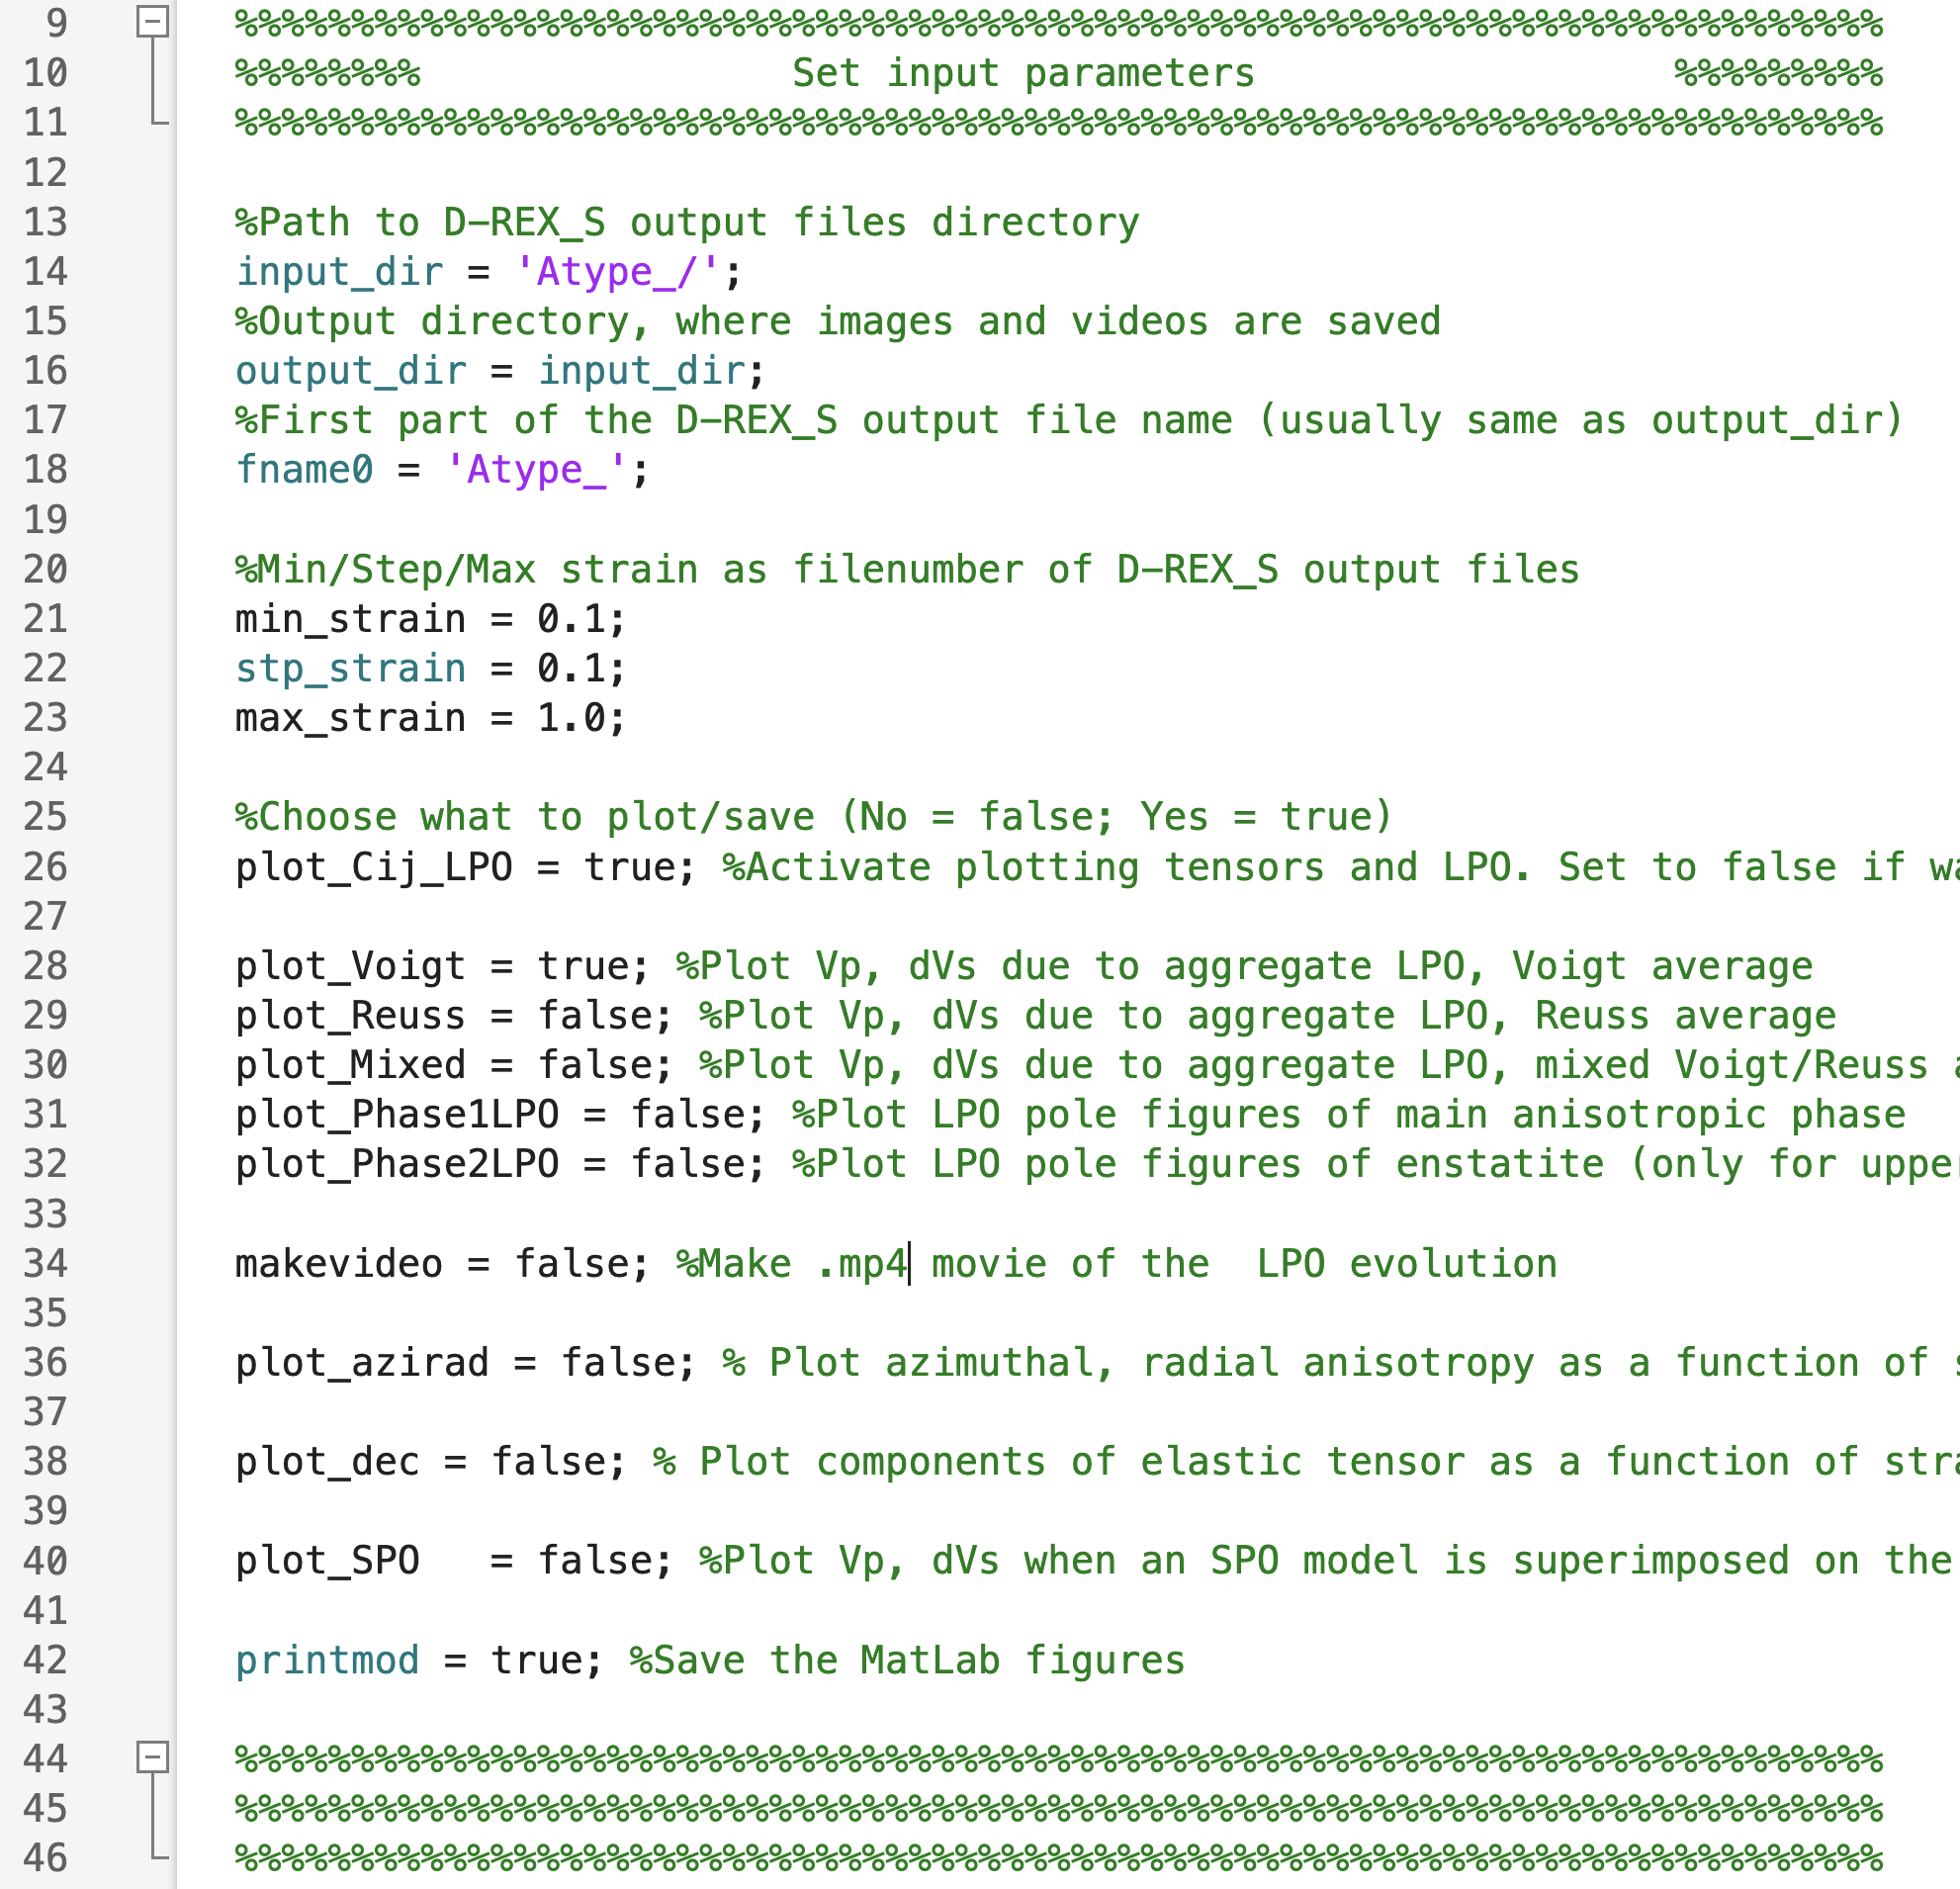 9 %%%%%%%%%%%%%%%%%%%%%%%%%%%%%%%%%%%%%%%%%%%%%%%%%%%%%%%%%%%%%%%%%%%%%%%
10 %%%%%%%% Set input parameters %%%%%%%%%
11 %%%%%%%%%%%%%%%%%%%%%%%%%%%%%%%%%%%%%%%%%%%%%%%%%%%%%%%%%%%%%%%%%%%%%%%
12
13 %Path to D-REX_S output files directory
14 input_dir = 'Atype_/';
15 %Output directory, where images and videos are saved
16 output_dir = input_dir;
17 %First part of the D-REX_S output file name (usually same as output_dir)
18 fname0 = 'Atype_';
19
20 %Min/Step/Max strain as filenumber of D-REX_S output files
21 min_strain = 0.1;
22 stp_strain = 0.1;
23 max_strain = 1.0;
24
25 %Choose what to plot/save (No = false; Yes = true)
26 plot_Cij_LPO = true; %Activate plotting tensors and LPO. Set to false if
27
28 plot_Voigt = true; %Plot Vp, dVs due to aggregate LPO, Voigt average
29 plot_Reuss = false; %Plot Vp, dVs due to aggregate LPO, Reuss average
30 plot_Mixed = false; %Plot Vp, dVs due to aggregate LPO, mixed Voigt/Reuss
31 plot_Phase1LPO = false; %Plot LPO pole figures of main anisotropic phase
32 plot_Phase2LPO = false; %Plot LPO pole figures of enstatite (only for
33
34 makevideo = false; %Make .mp4 movie of the  LPO evolution
35
36 plot_azirad = false; % Plot azimuthal, radial anisotropy as a function of
37
38 plot_dec = false; % Plot components of elastic tensor as a function of
39
40 plot_SPO   = false; %Plot Vp, dVs when an SPO model is superimposed on the
41
42 printmod = true; %Save the MatLab figures
43
44 %%%%%%%%%%%%%%%%%%%%%%%%%%%%%%%%%%%%%%%%%%%%%%%%%%%%%%%%%%%%%%%%%%%%%%%
45 %%%%%%%%%%%%%%%%%%%%%%%%%%%%%%%%%%%%%%%%%%%%%%%%%%%%%%%%%%%%%%%%%%%%%%%
46 %%%%%%%%%%%%%%%%%%%%%%%%%%%%%%%%%%%%%%%%%%%%%%%%%%%%%%%%%%%%%%%%%%%%%%%